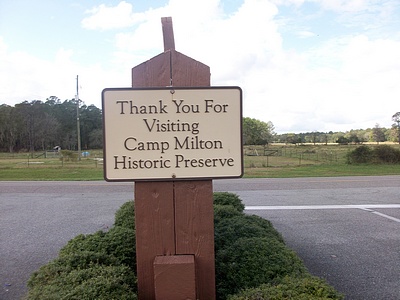 Thank You For
Visiting
Camp Milton
Historic Preserve